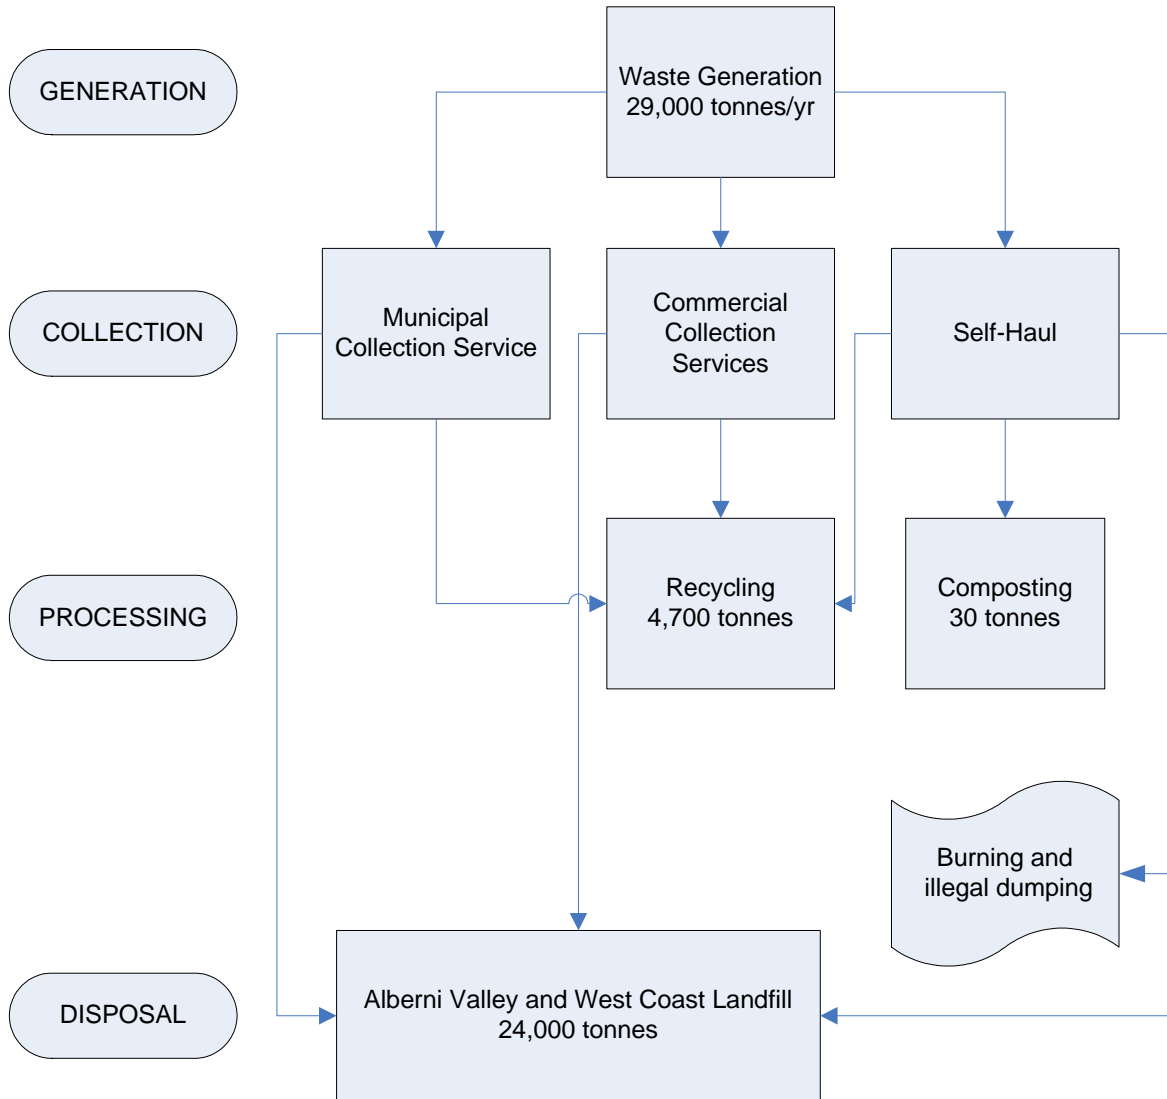 GENERATION
Waste Generation
29,000 tonnes/yr
COLLECTION
Municipal
Collection Service
Commercial
Collection
Services
Self-Haul
PROCESSING
Recycling
4,700 tonnes
Composting
30 tonnes
Burning and
illegal dumping
DISPOSAL
Alberni Valley and West Coast Landfill
24,000 tonnes